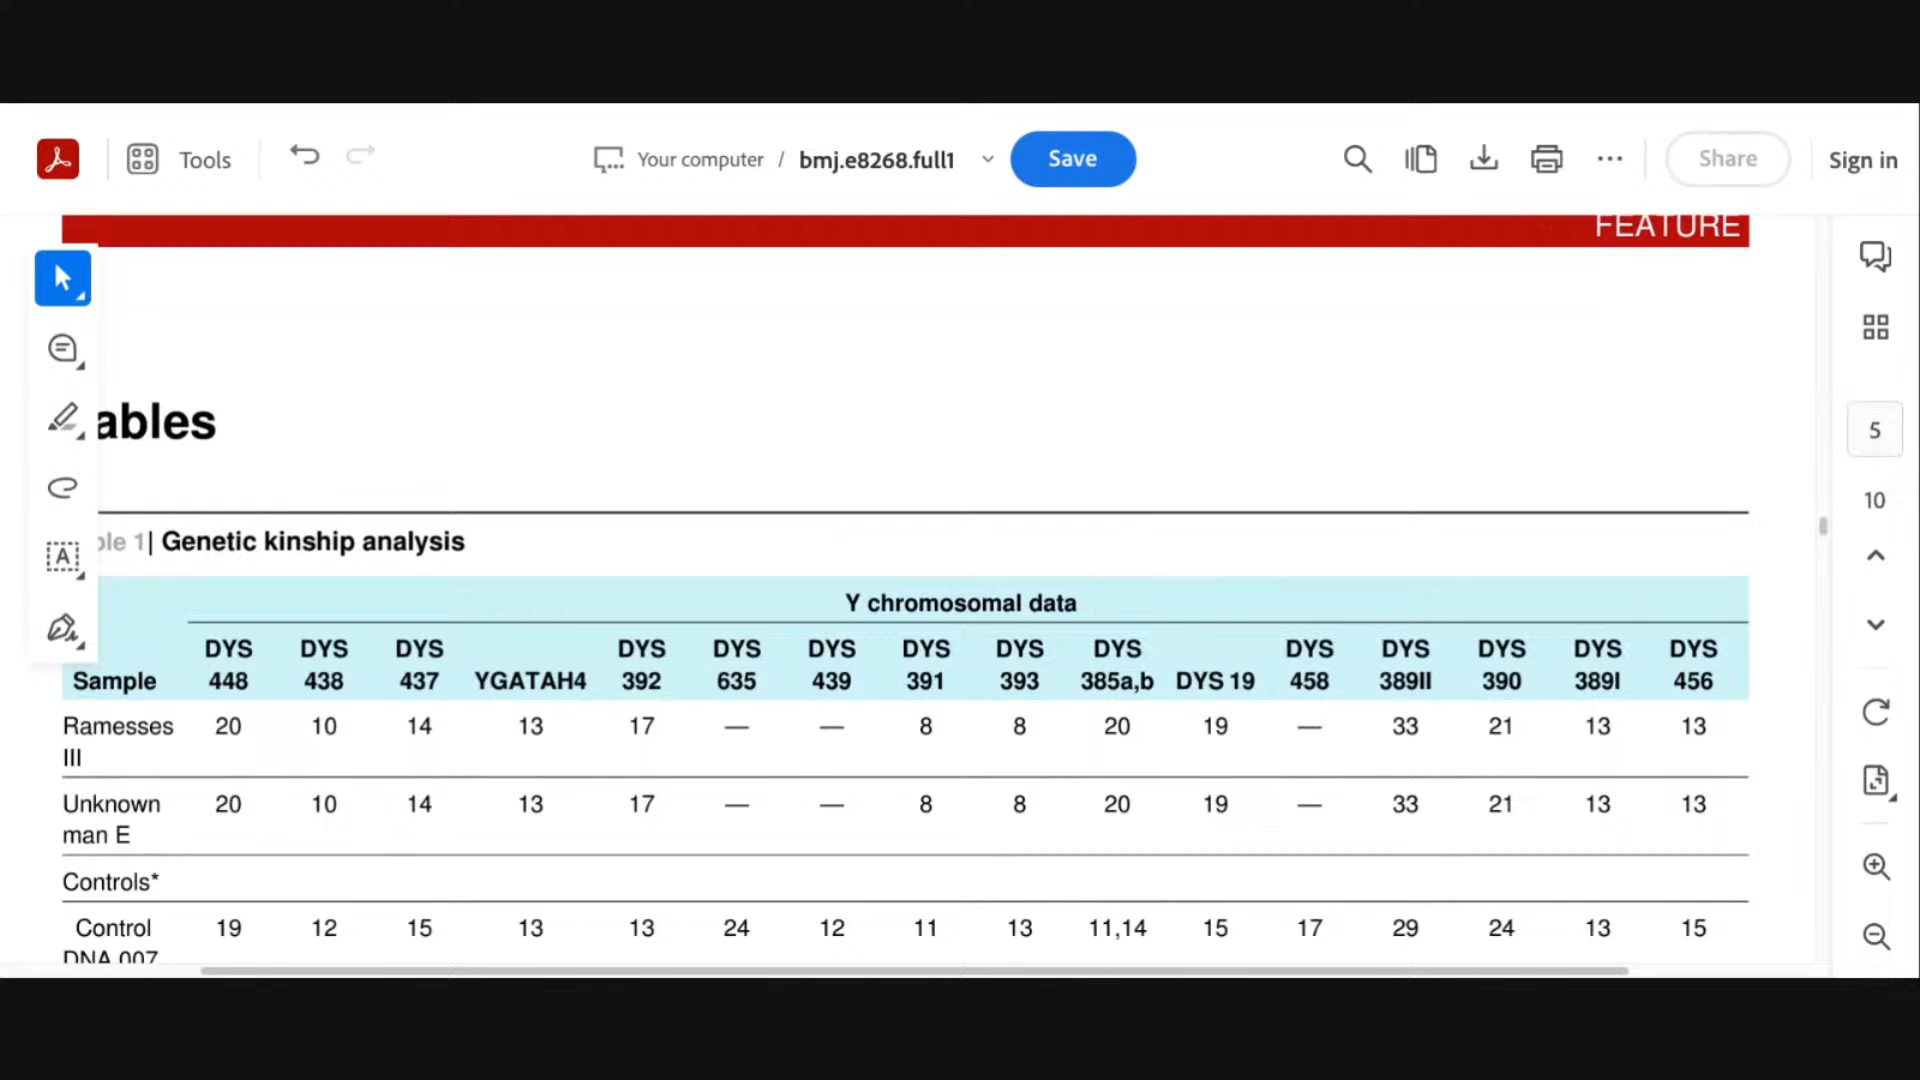 Tools
Your computer / bmj.e8268.full1
Save
Share
Sign in
FEATURE
5
10
ables
ble 1| Genetic kinship analysis
Y chromosomal data
Sample DYS 448 DYS 438 DYS 437 YGATAH4 DYS 392 DYS 635 DYS 439 DYS 391 DYS 393 DYS 385a,b DYS 19 DYS 458 DYS 389II DYS 390 DYS 389I DYS 456
Ramesses III 20 10 14 13 17 — — 8 8 20 19 — 33 21 13 13
Unknown man E 20 10 14 13 17 — — 8 8 20 19 — 33 21 13 13
Controls*
Control DNA 007 19 12 15 13 13 24 12 11 13 11,14 15 17 29 24 13 15